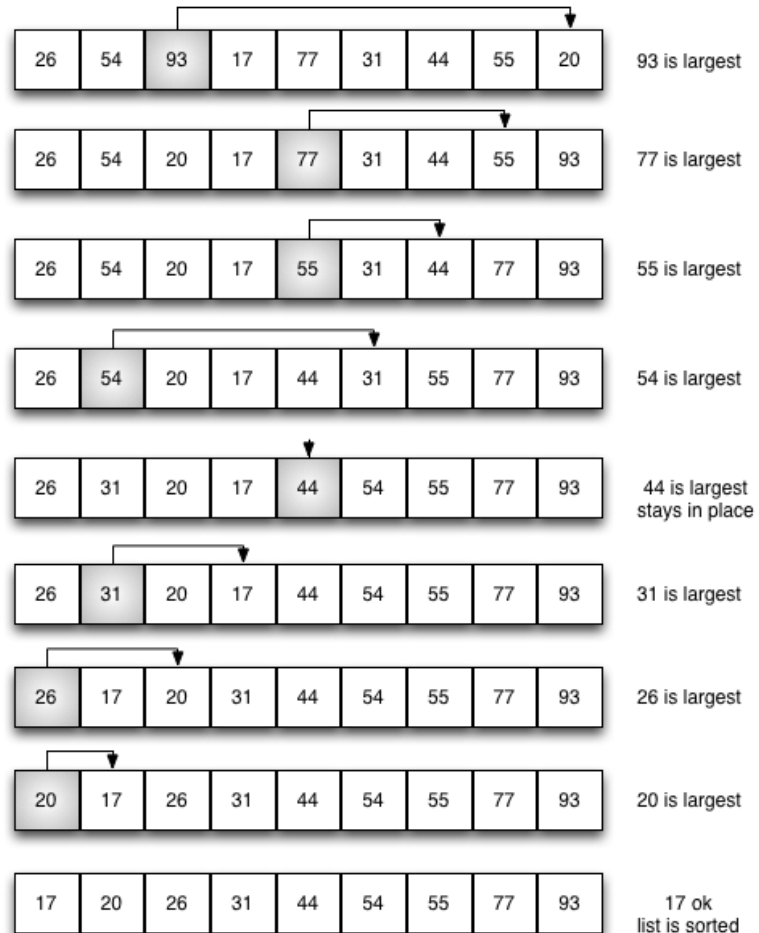 26 54 93 17 77 31 44 55 20 93 is largest
26 54 20 17 77 31 44 55 93 77 is largest
26 54 20 17 55 31 44 77 93 55 is largest
26 54 20 17 44 31 55 77 93 54 is largest
26 31 20 17 44 54 55 77 93 44 is largest
stays in place
26 31 20 17 44 54 55 77 93 31 is largest
26 17 20 31 44 54 55 77 93 26 is largest
20 17 26 31 44 54 55 77 93 20 is largest
17 20 26 31 44 54 55 77 93 17 ok
list is sorted